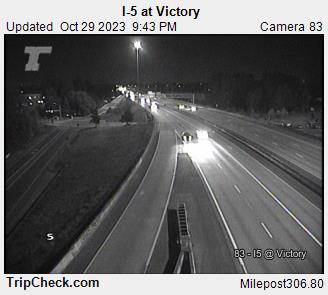 I-5 at Victory
Updated Oct 29 2023 9:43 PM Camera 83
T
S
83 - I5 @ Victory
TripCheck.com Milepost306.80